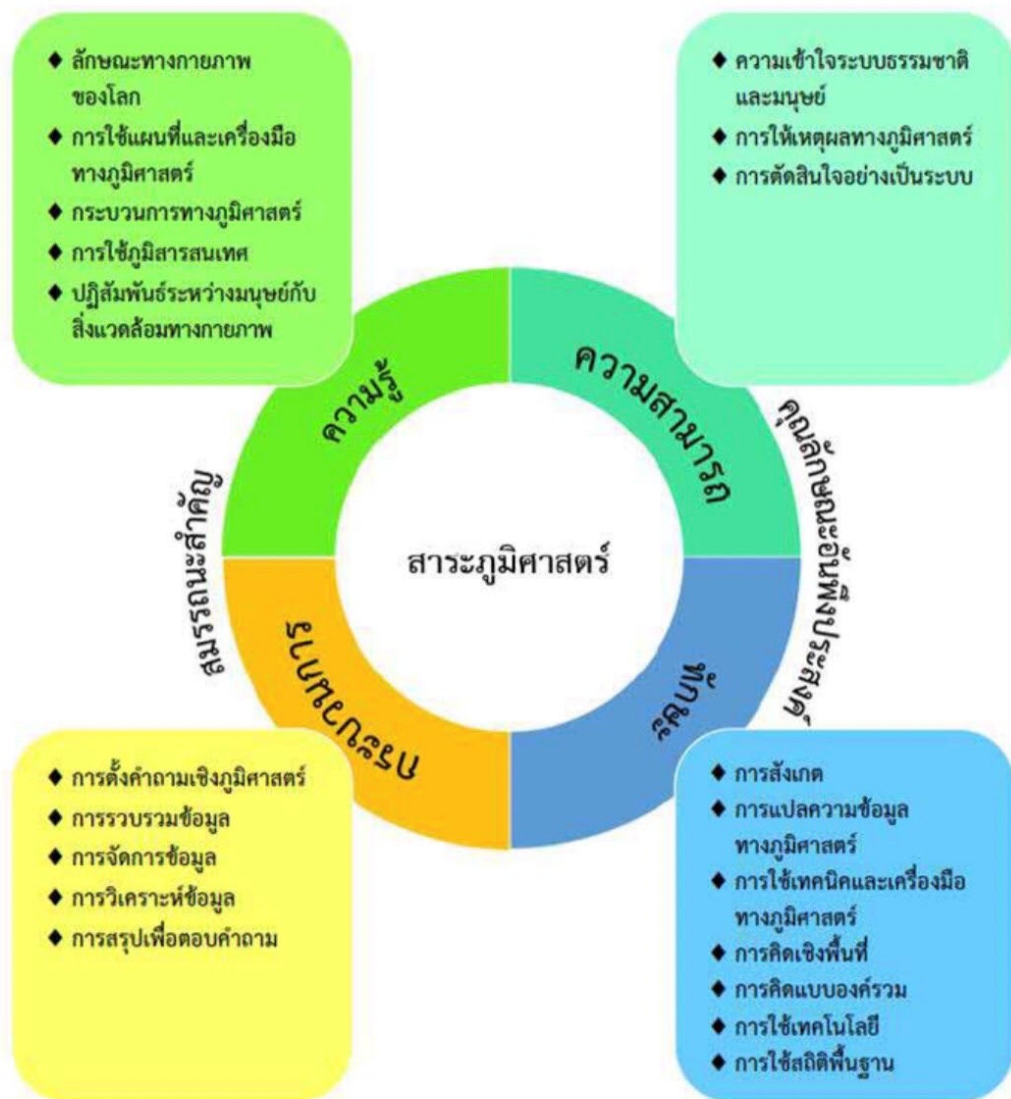 ♦ ลักษณะทางกายภาพ
ของโลก
♦ การใช้แผนที่และเครื่องมือ
ทางภูมิศาสตร์
♦ กระบวนการทางภูมิศาสตร์
♦ การใช้ภูมิสารสนเทศ
♦ ปฏิสัมพันธ์ระหว่างมนุษย์กับ
สิ่งแวดล้อมทางกายภาพ
♦ ความเข้าใจระบบธรรมชาติ
และมนุษย์
♦ การให้เหตุผลทางภูมิศาสตร์
♦ การตัดสินใจอย่างเป็นระบบ
ความรู้
ความสามารถ
สมรรถนะสำคัญ
สาระภูมิศาสตร์
คุณลักษณะอันพึงประสงค์
กระบวนการ
ทักษะ
♦ การตั้งคำถามเชิงภูมิศาสตร์
♦ การรวบรวมข้อมูล
♦ การจัดการข้อมูล
♦ การวิเคราะห์ข้อมูล
♦ การสรุปเพื่อตอบคำถาม
♦ การสังเกต
♦ การแปลความข้อมูล
ทางภูมิศาสตร์
♦ การใช้เทคนิคและเครื่องมือ
ทางภูมิศาสตร์
♦ การคิดเชิงพื้นที่
♦ การคิดแบบองค์รวม
♦ การใช้เทคโนโลยี
♦ การใช้สถิติพื้นฐาน